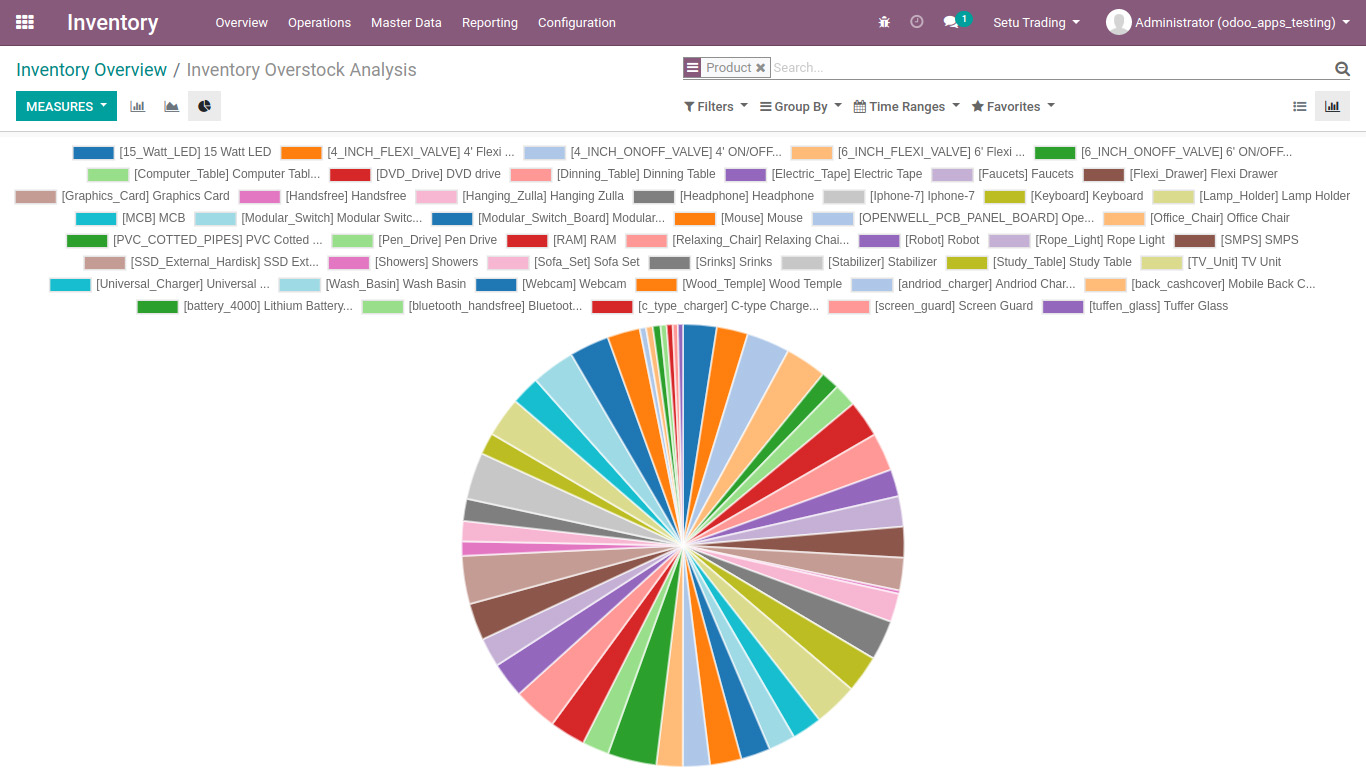 Inventory Overview Operations Master Data Reporting Configuration 1 Setu Trading Administrator (odoo_apps_testing)
Inventory Overview / Inventory Overstock Analysis Product Search...
MEASURES Filters Group By Time Ranges Favorites
[15_Watt_LED] 15 Watt LED [4_INCH_FLEXI_VALVE] 4' Flexi ... [4_INCH_ONOFF_VALVE] 4' ON/OFF... [6_INCH_FLEXI_VALVE] 6' Flexi ... [6_INCH_ONOFF_VALVE] 6' ON/OFF...
[Computer_Table] Computer Tabl... [DVD_Drive] DVD drive [Dinning_Table] Dinning Table [Electric_Tape] Electric Tape [Faucets] Faucets [Flexi_Drawer] Flexi Drawer
[Graphics_Card] Graphics Card [Handsfree] Handsfree [Hanging_Zulla] Hanging Zulla [Headphone] Headphone [Iphone-7] Iphone-7 [Keyboard] Keyboard [Lamp_Holder] Lamp Holder
[MCB] MCB [Modular_Switch] Modular Switc... [Modular_Switch_Board] Modular... [Mouse] Mouse [OPENWELL_PCB_PANEL_BOARD] Ope... [Office_Chair] Office Chair
[PVC_COTTED_PIPES] PVC Cotted ... [Pen_Drive] Pen Drive [RAM] RAM [Relaxing_Chair] Relaxing Chai... [Robot] Robot [Rope_Light] Rope Light [SMPS] SMPS
[SSD_External_Hardisk] SSD Ext... [Showers] Showers [Sofa_Set] Sofa Set [Srinks] Srinks [Stabilizer] Stabilizer [Study_Table] Study Table [TV_Unit] TV Unit
[Universal_Charger] Universal ... [Wash_Basin] Wash Basin [Webcam] Webcam [Wood_Temple] Wood Temple [andriod_charger] Andriod Char... [back_cashcover] Mobile Back C...
[battery_4000] Lithium Battery... [bluetooth_handsfree] Bluetoot... [c_type_charger] C-type Charge... [screen_guard] Screen Guard [tuffen_glass] Tuffer Glass